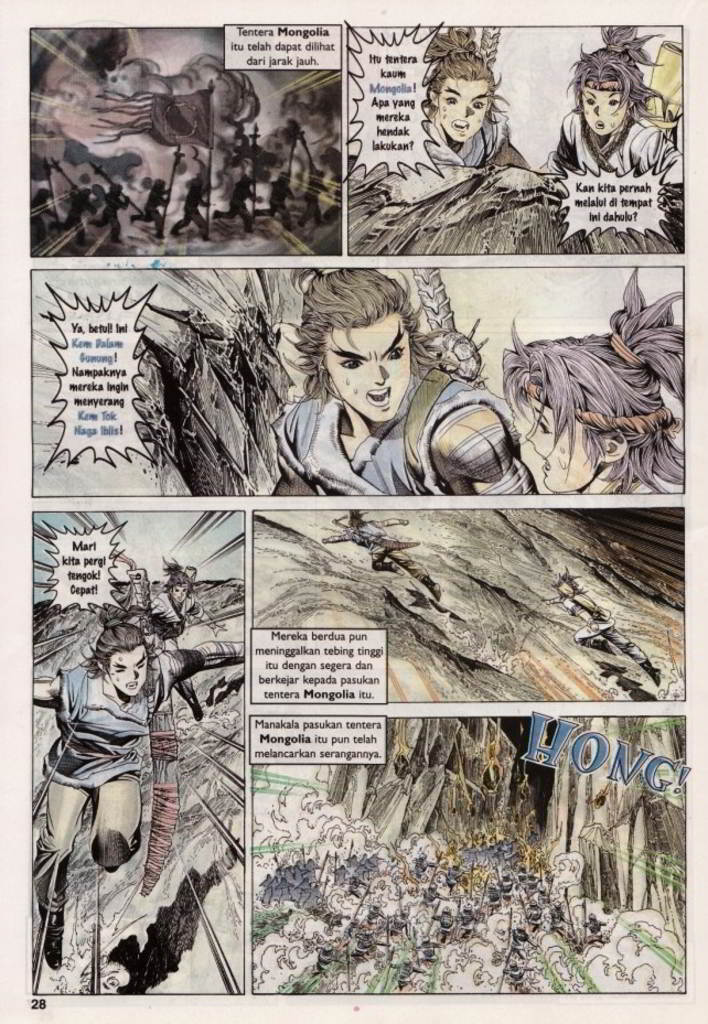 Tentera Mongolia
itu telah dapat dilihat
dari jarak jauh.
Itu tentera
kaum
Mongolia!
Apa yang
mereka
hendak
lakukan?
Kan kita pernah
melalui di tempat
ini dahulu?
Ya, betul! Ini
Kem Dalam
Gunung!
Nampaknya
mereka ingin
menyerang
Kem Tok
Naga Iblis!
Mari
kita pergi
tengok!
Cepat!
Mereka berdua pun
meninggalkan tebing tinggi
itu dengan segera dan
berkejar kepada pasukan
tentera Mongolia itu.
Manakala pasukan tentera
Mongolia itu pun telah
melancarkan serangannya.
HONG!
28